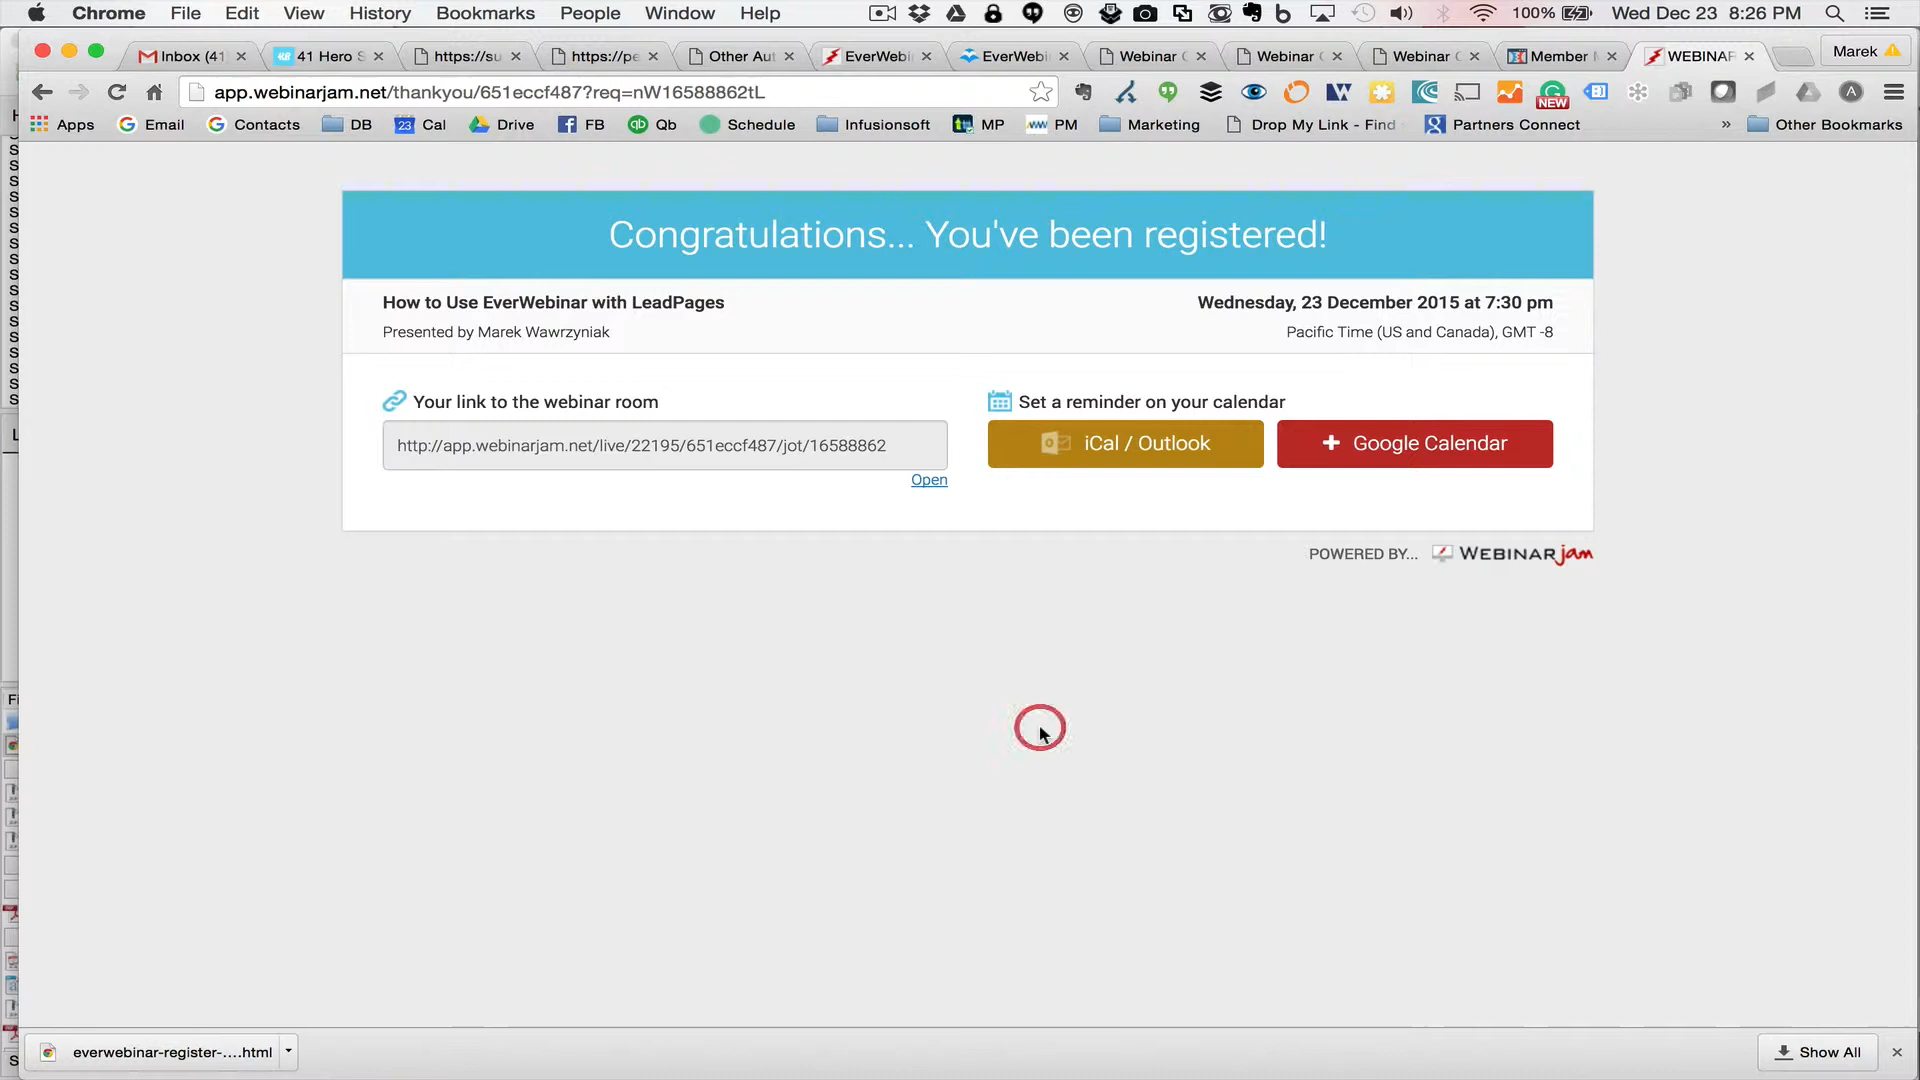 Chrome File Edit View History Bookmarks People Window Help 100% Wed Dec 23 8:26 PM
Inbox (41 41 Hero S https://su https://pe Other Aut EverWebi EverWebi Webinar C Webinar C Webinar C Member WEBINAR Marek
app.webinarjam.net/thankyou/651eccf487?req=nW16588862tL
NEW
Apps Email Contacts DB 23 Cal Drive FB Qb Schedule Infusionsoft MP PM Marketing Drop My Link - Find Partners Connect » Other Bookmarks
Congratulations... You've been registered!
How to Use EverWebinar with LeadPages
Wednesday, 23 December 2015 at 7:30 pm
Presented by Marek Wawrzyniak
Pacific Time (US and Canada), GMT -8
Your link to the webinar room
Set a reminder on your calendar
http://app.webinarjam.net/live/22195/651eccf487/jot/16588862
iCal / Outlook
+ Google Calendar
Open
POWERED BY... WEBINARjam
everwebinar-register-....html
Show All